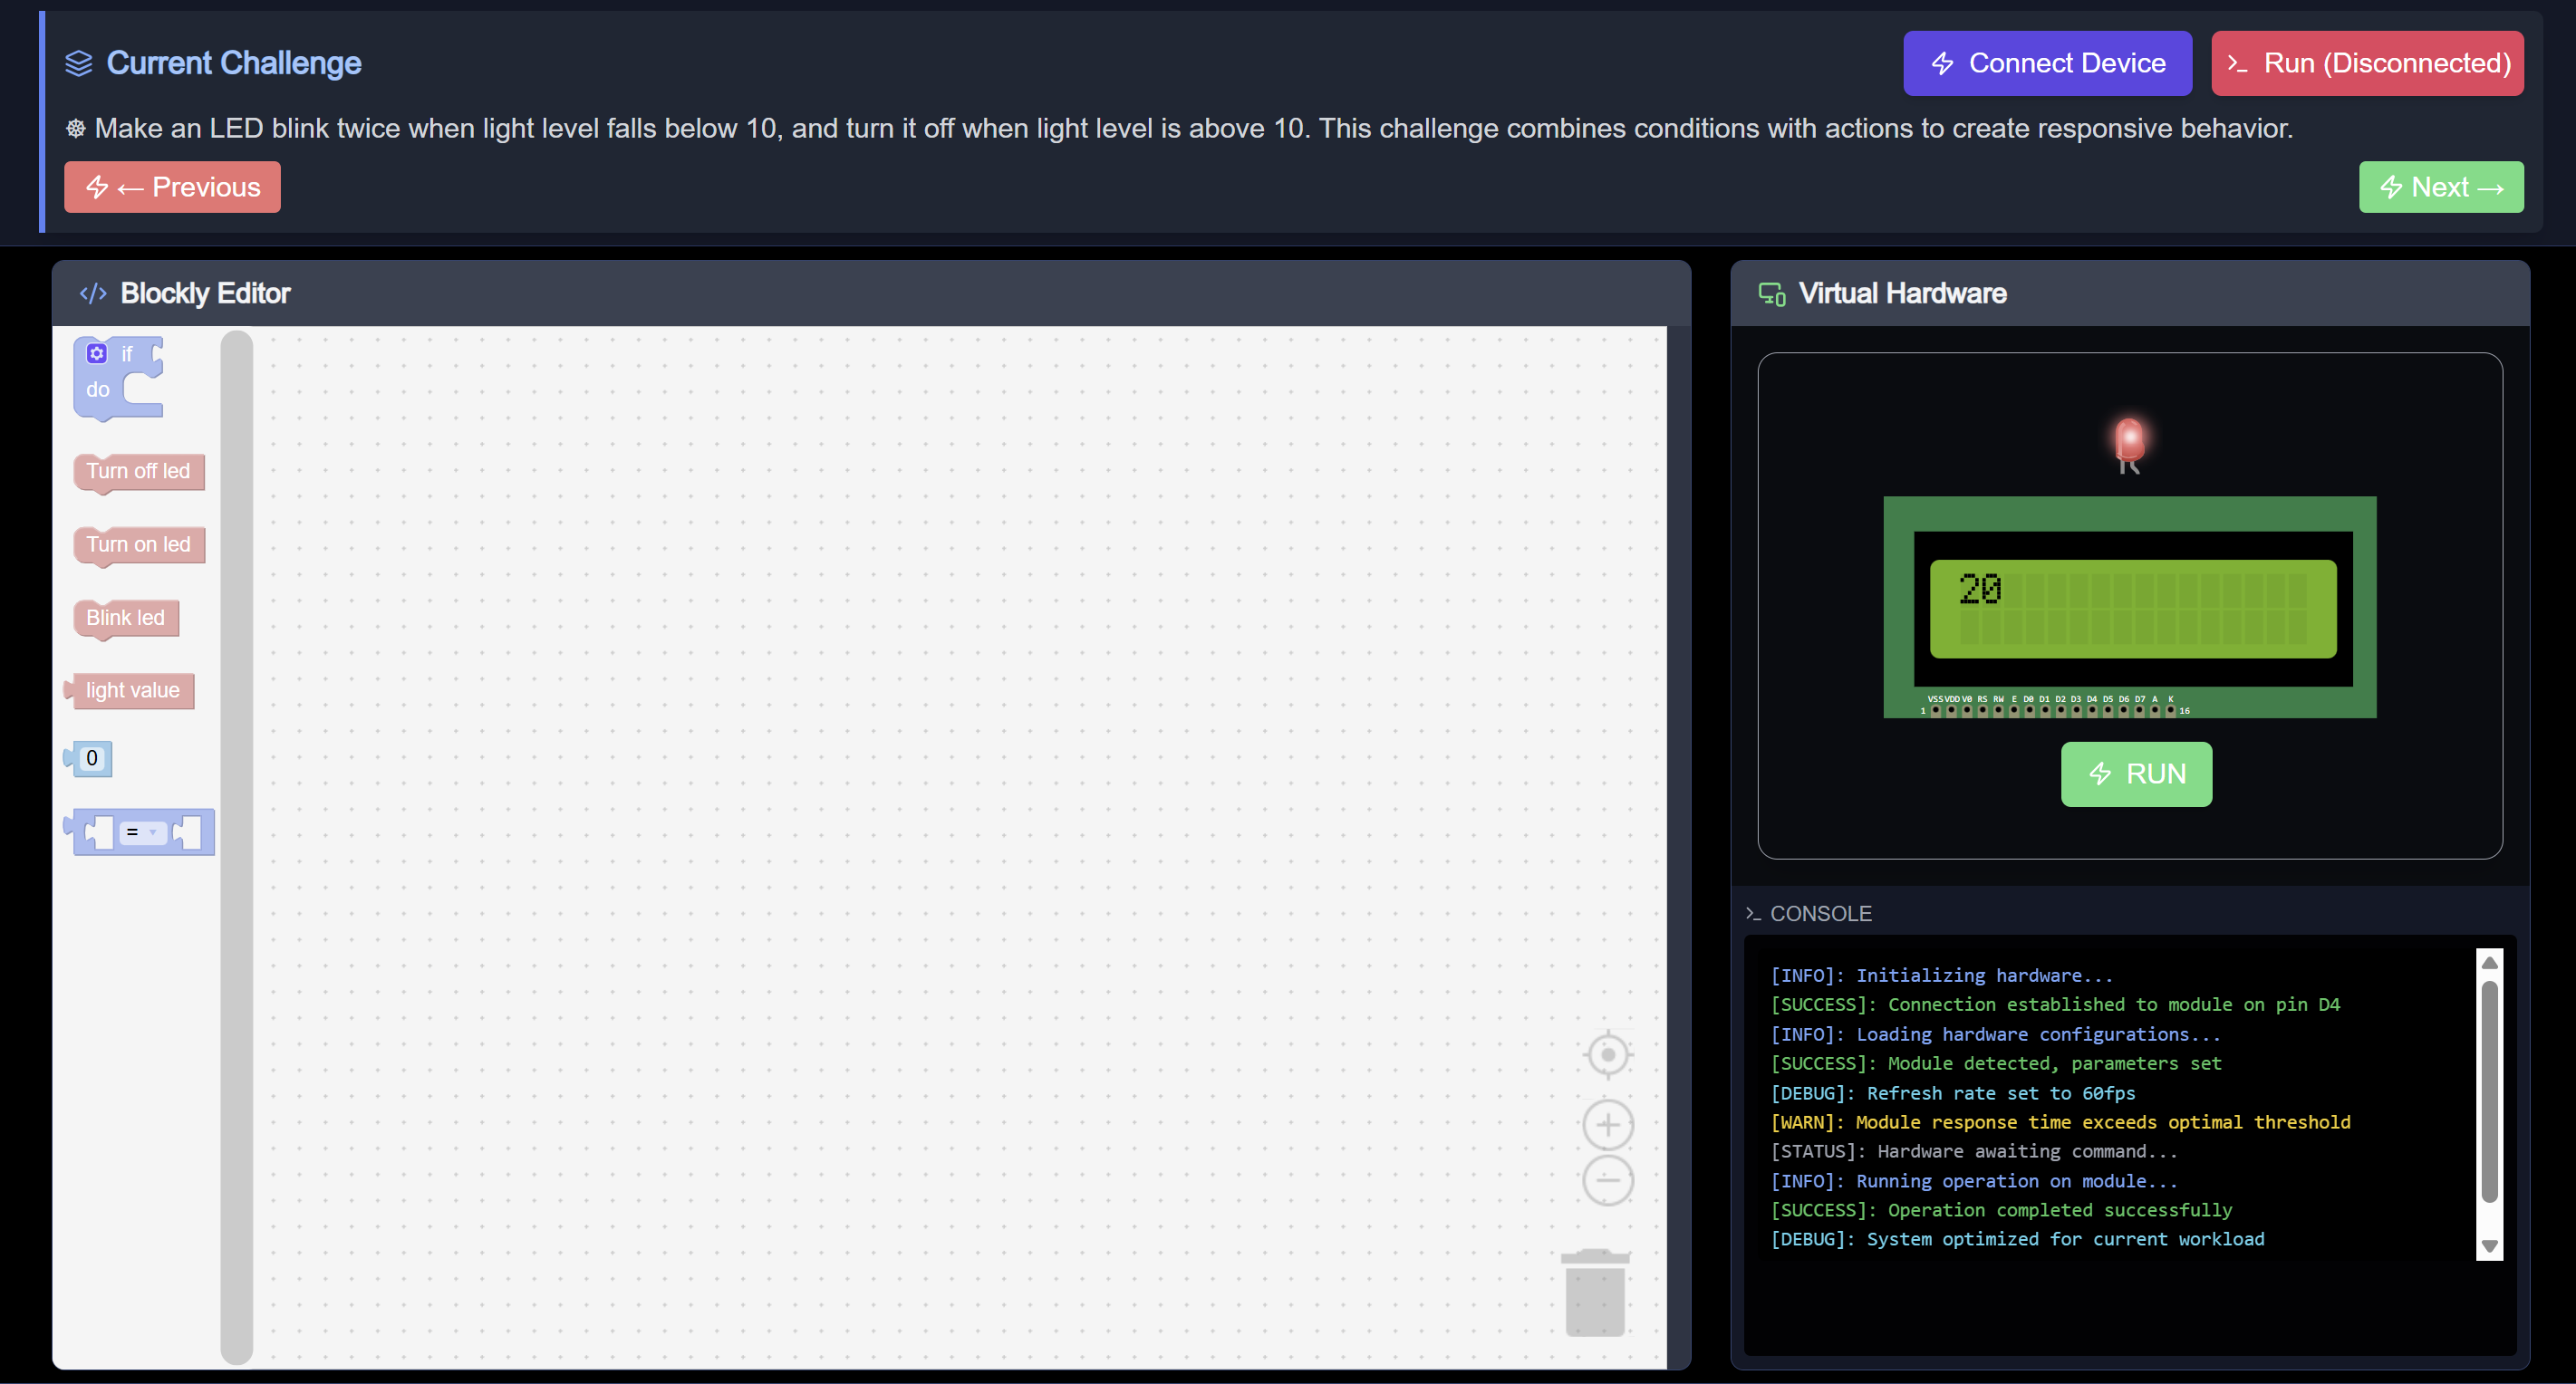 Current Challenge
Connect Device
Run (Disconnected)
☸ Make an LED blink twice when light level falls below 10, and turn it off when light level is above 10. This challenge combines conditions with actions to create responsive behavior.
← Previous
Next →
</> Blockly Editor
if
do
Turn off led
Turn on led
Blink led
light value
0
=
Virtual Hardware
20
VSS VDD V0 RS RW E D0 D1 D2 D3 D4 D5 D6 D7 A K
1 16
RUN
>_ CONSOLE
[INFO]: Initializing hardware...
[SUCCESS]: Connection established to module on pin D4
[INFO]: Loading hardware configurations...
[SUCCESS]: Module detected, parameters set
[DEBUG]: Refresh rate set to 60fps
[WARN]: Module response time exceeds optimal threshold
[STATUS]: Hardware awaiting command...
[INFO]: Running operation on module...
[SUCCESS]: Operation completed successfully
[DEBUG]: System optimized for current workload